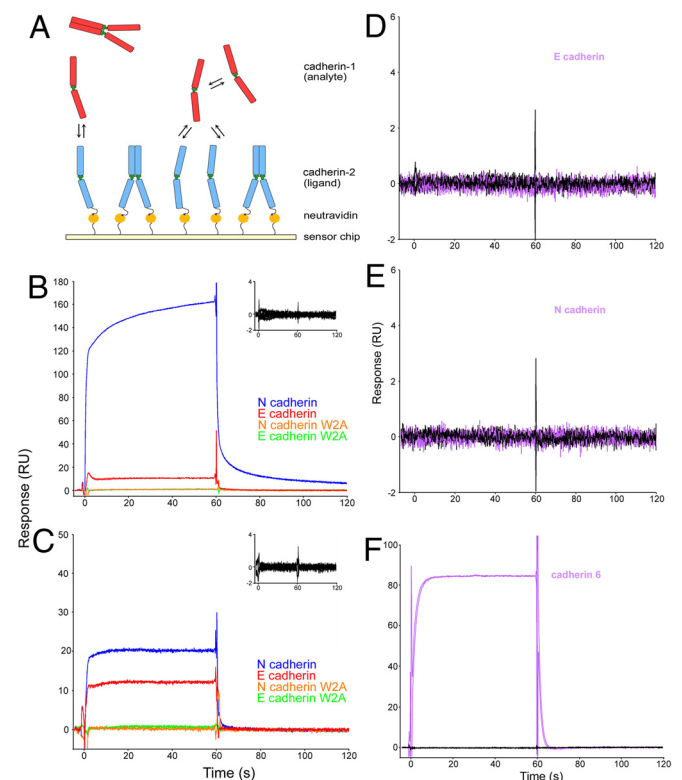 A
cadherin-1
(analyte)
cadherin-2
(ligand)
neutravidin
sensor chip
B
180
160
140
120
100
80
60
40
20
0
0 20 40 60 80 100 120
4
2
0
-2
0 60 120
N cadherin
E cadherin
N cadherin W2A
E cadherin W2A
Response (RU)
C
50
40
30
20
10
0
0 20 40 60 80 100 120
4
2
0
-2
0 60 120
N cadherin
E cadherin
N cadherin W2A
E cadherin W2A
Time (s)
D
6
4
2
0
-2
0 20 40 60 80 100 120
E cadherin
E
6
4
2
0
-2
0 20 40 60 80 100 120
N cadherin
Response (RU)
F
100
80
60
40
20
0
0 20 40 60 80 100 120
cadherin 6
Time (s)